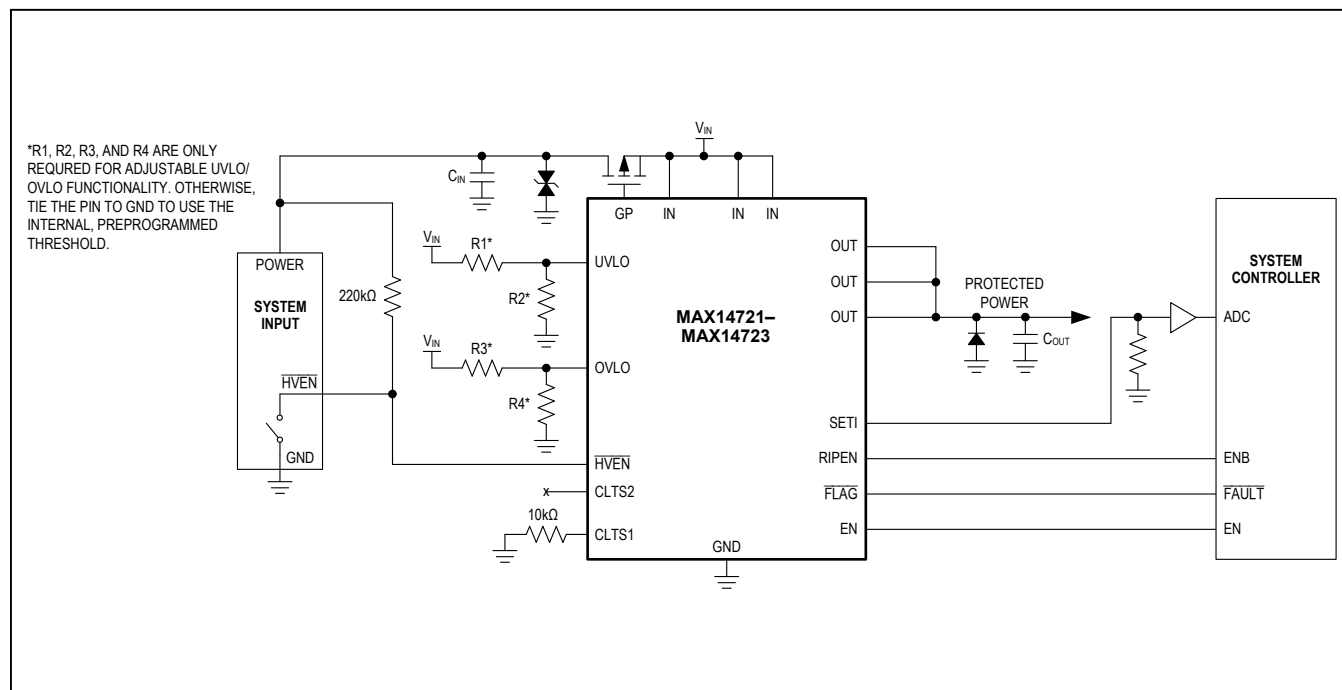 *R1, R2, R3, AND R4 ARE ONLY
REQURED FOR ADJUSTABLE UVLO/
OVLO FUNCTIONALITY. OTHERWISE,
TIE THE PIN TO GND TO USE THE
INTERNAL, PREPROGRAMMED
THRESHOLD.
VIN
CIN
GP
IN
IN
IN
POWER
SYSTEM
INPUT
HVEN
GND
220kΩ
VIN
R1*
R2*
UVLO
VIN
R3*
R4*
OVLO
HVEN
x
CLTS2
10kΩ
CLTS1
MAX14721–
MAX14723
GND
OUT
OUT
OUT
SETI
RIPEN
FLAG
EN
PROTECTED
POWER
COUT
SYSTEM
CONTROLLER
ADC
ENB
FAULT
EN